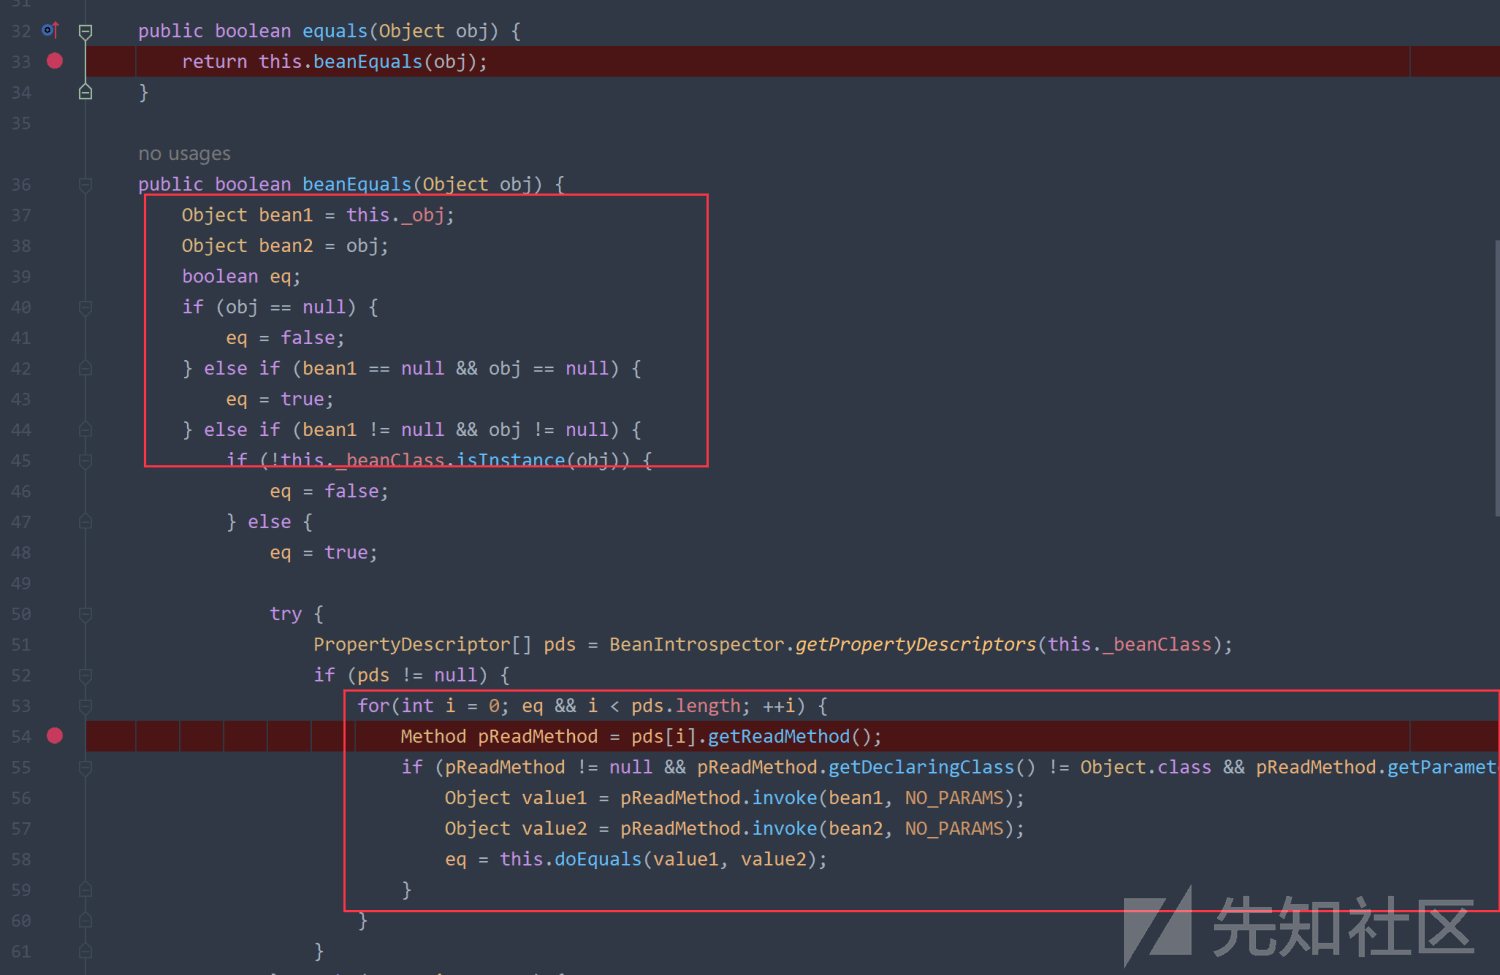 31
32 public boolean equals(Object obj) {
33 return this.beanEquals(obj);
34 }
35
no usages
36 public boolean beanEquals(Object obj) {
37 Object bean1 = this._obj;
38 Object bean2 = obj;
39 boolean eq;
40 if (obj == null) {
41 eq = false;
42 } else if (bean1 == null && obj == null) {
43 eq = true;
44 } else if (bean1 != null && obj != null) {
45 if (!this._beanClass.isInstance(obj)) {
46 eq = false;
47 } else {
48 eq = true;
49
50 try {
51 PropertyDescriptor[] pds = BeanIntrospector.getPropertyDescriptors(this._beanClass);
52 if (pds != null) {
53 for(int i = 0; eq && i < pds.length; ++i) {
54 Method pReadMethod = pds[i].getReadMethod();
55 if (pReadMethod != null && pReadMethod.getDeclaringClass() != Object.class && pReadMethod.getParamet
56 Object value1 = pReadMethod.invoke(bean1, NO_PARAMS);
57 Object value2 = pReadMethod.invoke(bean2, NO_PARAMS);
58 eq = this.doEquals(value1, value2);
59 }
60 }
61 }
先知社区